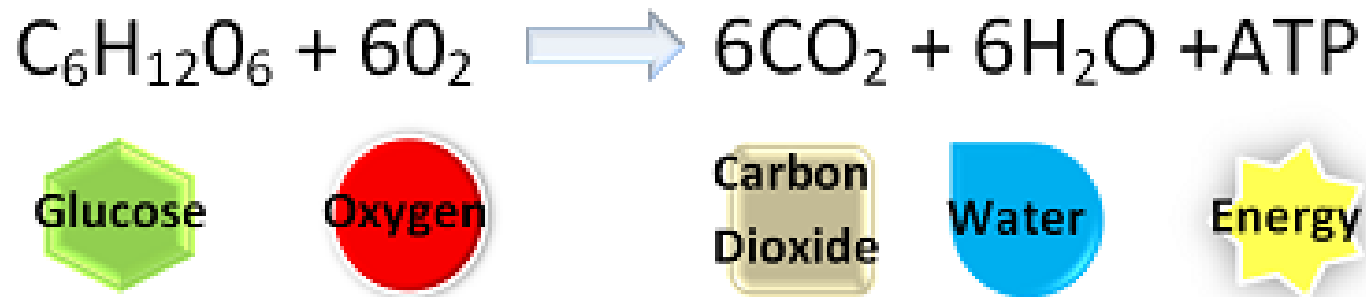 C₆H₁₂O₆ + 6O₂ → 6CO₂ + 6H₂O +ATP
Glucose Oxygen Carbon Dioxide Water Energy